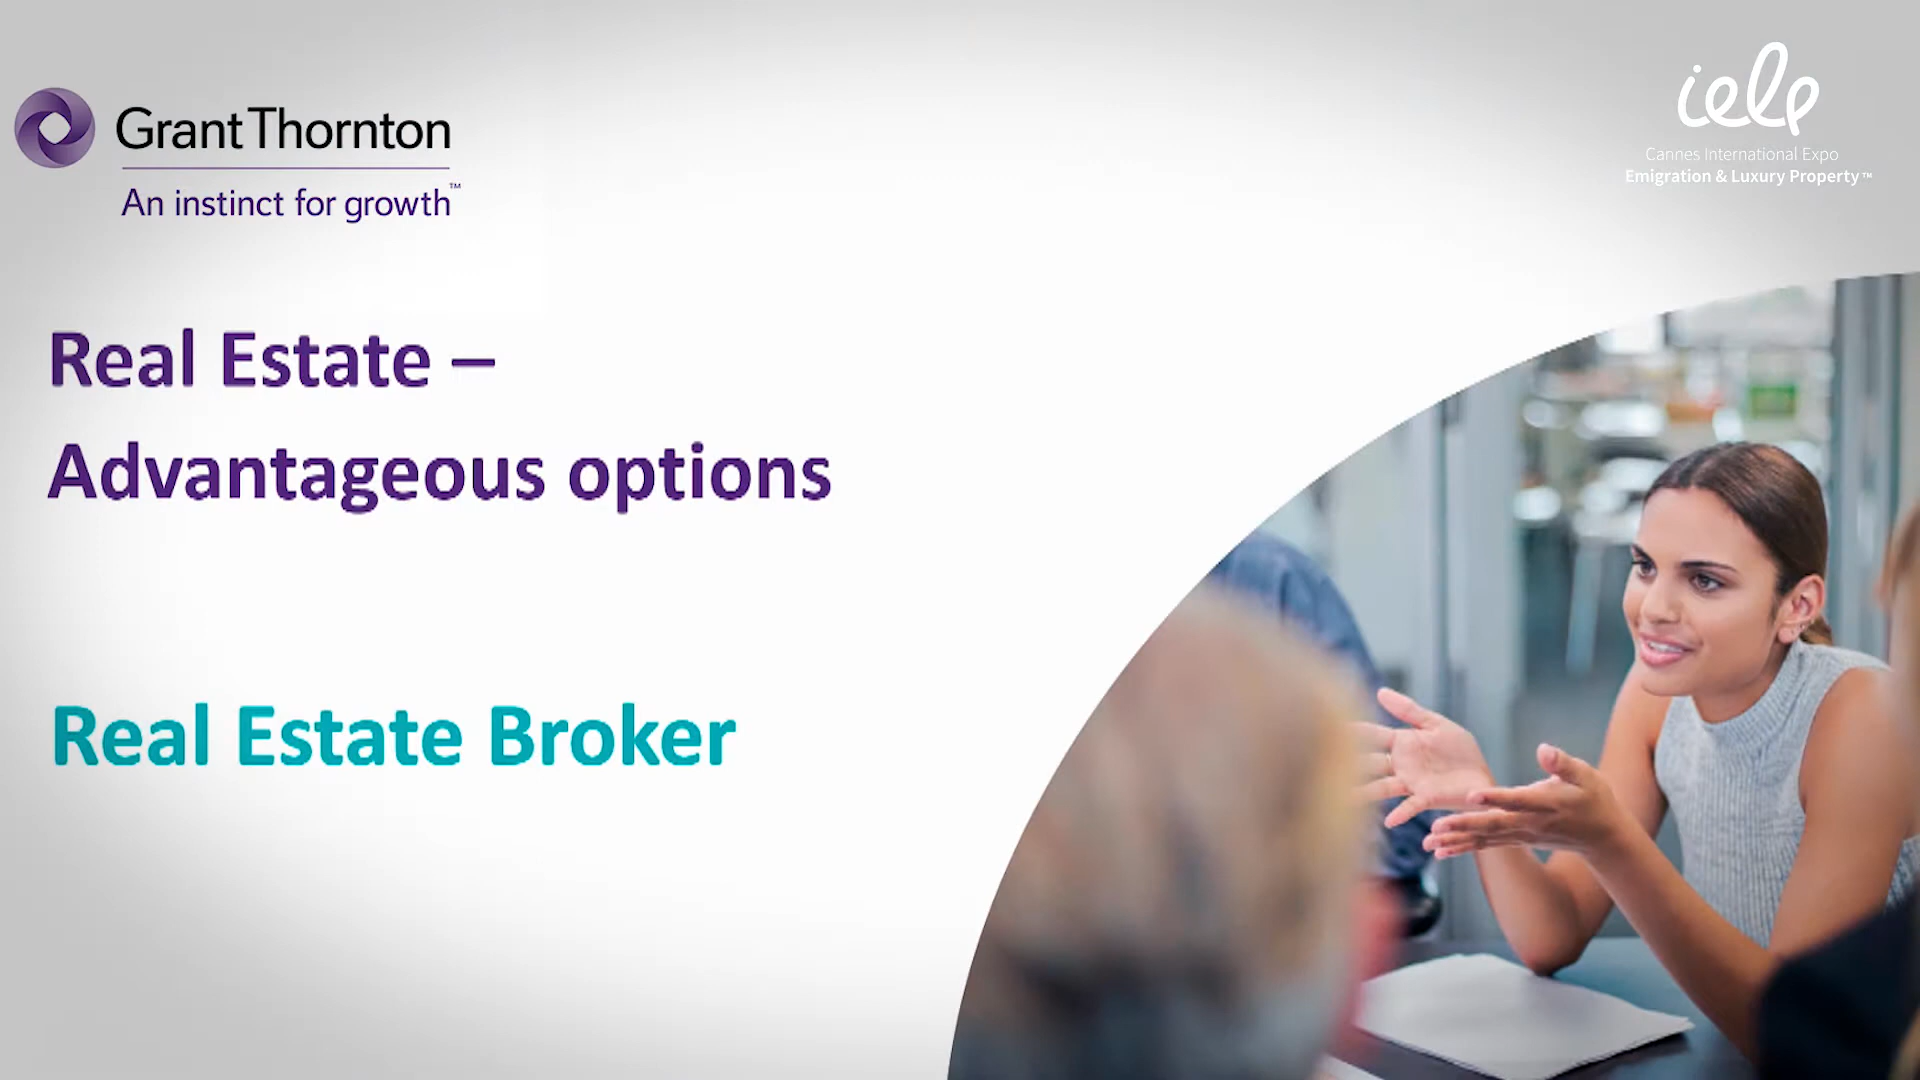 Grant Thornton
An instinct for growth™
ielp
Cannes International Expo
Emigration & Luxury Property™
Real Estate –
Advantageous options
Real Estate Broker